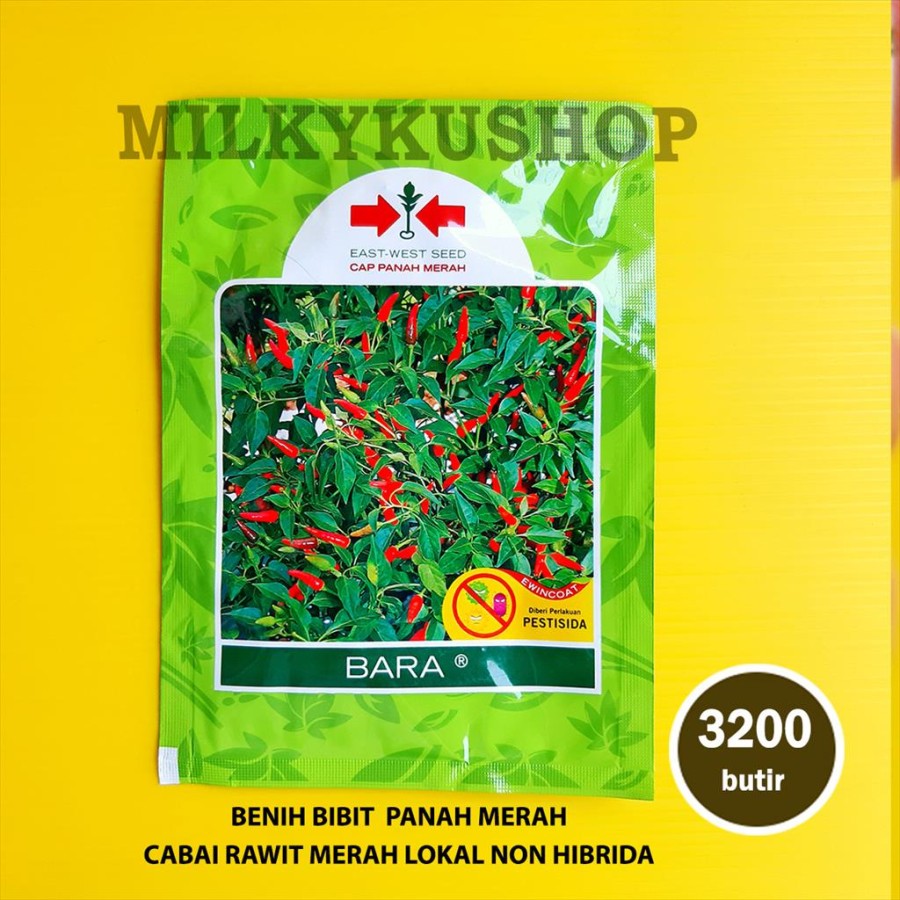 MILKYKUSHOP
EAST-WEST SEED
CAP PANAH MERAH
EWINCOAT
Diberi Perlakuan
PESTISIDA
BARA ®
3200
butir
BENIH BIBIT PANAH MERAH
CABAI RAWIT MERAH LOKAL NON HIBRIDA